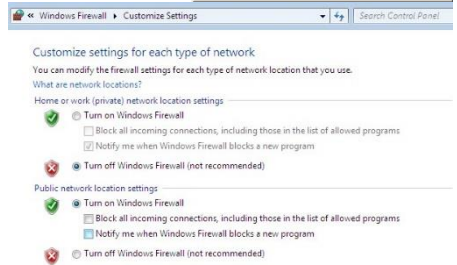 « Windows Firewall ▸ Customize Settings
Search Control Panel
Customize settings for each type of network
You can modify the firewall settings for each type of network location that you use.
What are network locations?
Home or work (private) network location settings
Turn on Windows Firewall
Block all incoming connections, including those in the list of allowed programs
Notify me when Windows Firewall blocks a new program
Turn off Windows Firewall (not recommended)
Public network location settings
Turn on Windows Firewall
Block all incoming connections, including those in the list of allowed programs
Notify me when Windows Firewall blocks a new program
Turn off Windows Firewall (not recommended)